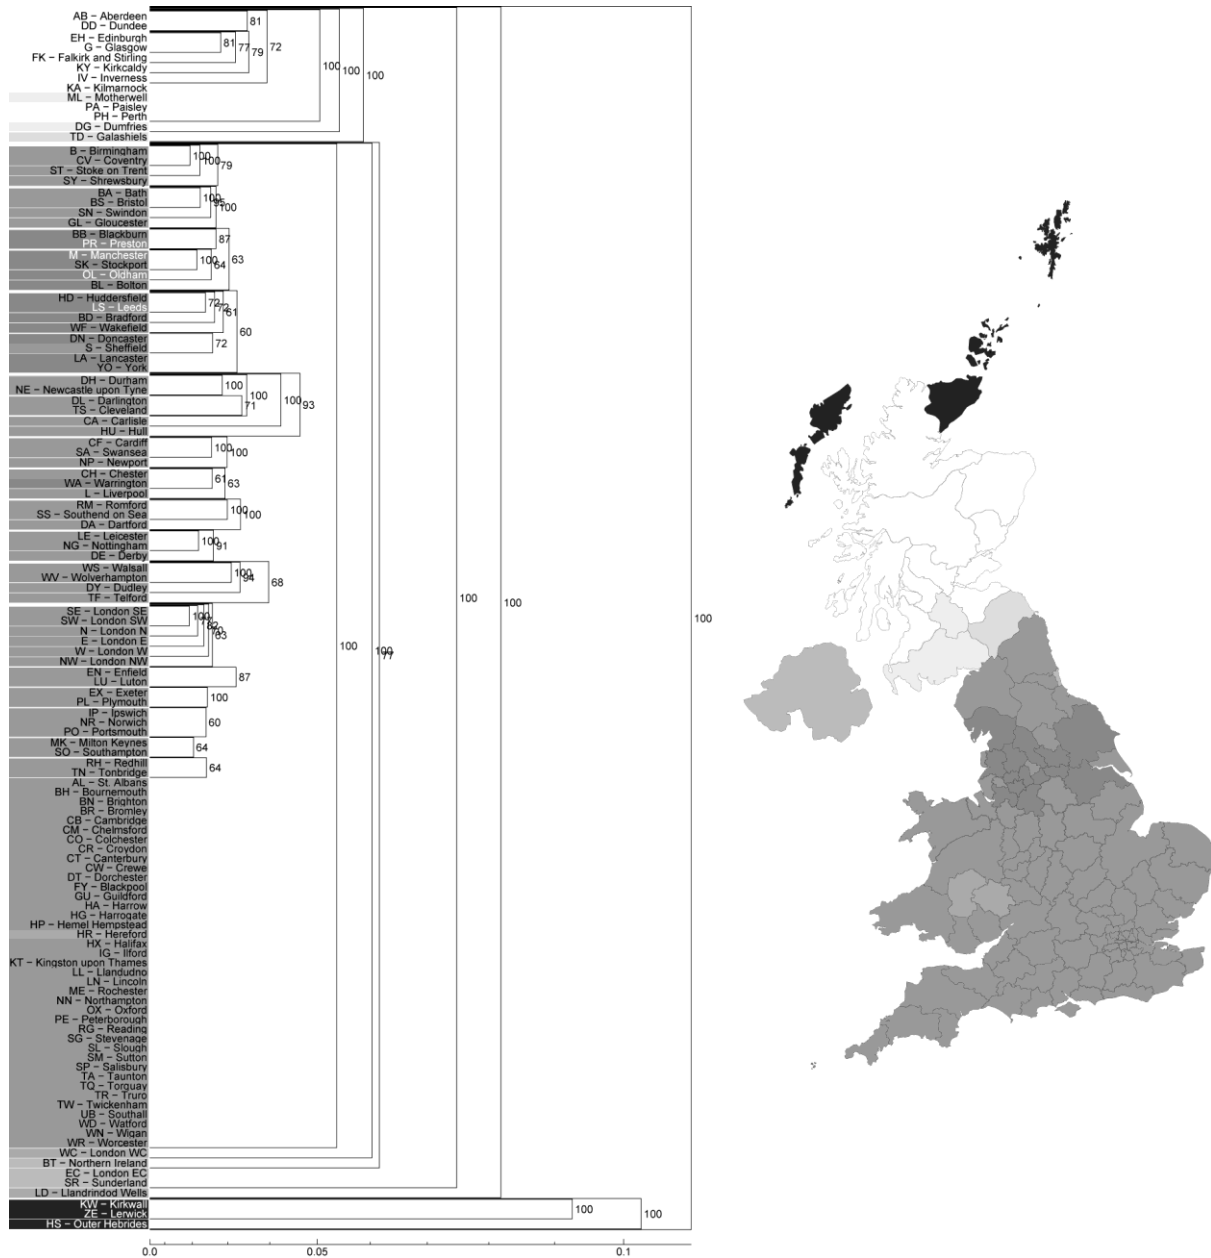 AB – Aberdeen
DD – Dundee
81
EH – Edinburgh
G – Glasgow
FK – Falkirk and Stirling
KY – Kirkcaldy
IV – Inverness
KA – Kilmarnock
ML – Motherwell
PA – Paisley
PH – Perth
DG – Dumfries
TD – Galashiels
81
77
79
72
100
100
100
B – Birmingham
CV – Coventry
ST – Stoke on Trent
SY – Shrewsbury
100
100
79
BA – Bath
BS – Bristol
SN – Swindon
GL – Gloucester
100
95
100
BB – Blackburn
PR – Preston
87
M – Manchester
SK – Stockport
OL – Oldham
BL – Bolton
100
64
63
HD – Huddersfield
LS – Leeds
BD – Bradford
WF – Wakefield
72
72
61
60
DN – Doncaster
S – Sheffield
LA – Lancaster
YO – York
72
DH – Durham
NE – Newcastle upon Tyne
DL – Darlington
TS – Cleveland
CA – Carlisle
HU – Hull
100
100
71
100
93
CF – Cardiff
SA – Swansea
NP – Newport
100
100
CH – Chester
WA – Warrington
L – Liverpool
61
63
RM – Romford
SS – Southend on Sea
DA – Dartford
100
100
LE – Leicester
NG – Nottingham
DE – Derby
100
91
WS – Walsall
WV – Wolverhampton
DY – Dudley
TF – Telford
100
94
68
SE – London SE
SW – London SW
N – London N
E – London E
W – London W
NW – London NW
100
82
83
EN – Enfield
LU – Luton
87
EX – Exeter
PL – Plymouth
100
IP – Ipswich
NR – Norwich
PO – Portsmouth
60
MK – Milton Keynes
SO – Southampton
64
RH – Redhill
TN – Tonbridge
64
AL – St. Albans
BH – Bournemouth
BN – Brighton
BR – Bromley
CB – Cambridge
CM – Chelmsford
CO – Colchester
CR – Croydon
CT – Canterbury
CW – Crewe
DT – Dorchester
FY – Blackpool
GU – Guildford
HA – Harrow
HG – Harrogate
HP – Hemel Hempstead
HR – Hereford
HX – Halifax
IG – Ilford
KT – Kingston upon Thames
LL – Llandudno
LN – Lincoln
ME – Rochester
NN – Northampton
OX – Oxford
PE – Peterborough
RG – Reading
SG – Stevenage
SL – Slough
SM – Sutton
SP – Salisbury
TA – Taunton
TQ – Torquay
TR – Truro
TW – Twickenham
UB – Southall
WD – Watford
WN – Wigan
WR – Worcester
WC – London WC
BT – Northern Ireland
EC – London EC
SR – Sunderland
LD – Llandrindod Wells
100
100
77
100
100
100
KW – Kirkwall
ZE – Lerwick
HS – Outer Hebrides
100
100
0.0
0.05
0.1